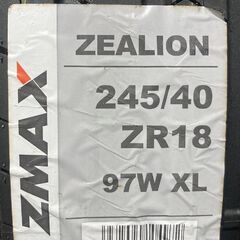 ZMAX
ZEALION
245/40
ZR18
97W XL